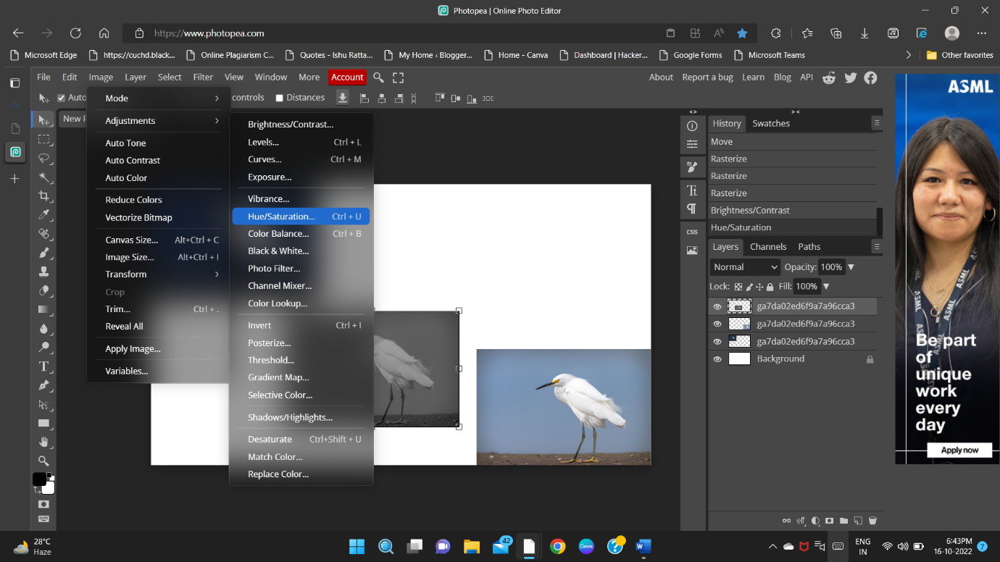 Photopea | Online Photo Editor
https://www.photopea.com
Microsoft Edge
https://cuchd.black...
Online Plagiarism C...
Quotes - Ishu Ratta...
My Home ‹ Blogger...
Home - Canva
Dashboard | Hacker...
Google Forms
Microsoft Teams
Other favorites
File Edit Image Layer Select Filter View Window More Account
About Report a bug Learn Blog API
Auto
controls
Distances
New P
Mode
Adjustments
Auto Tone
Auto Contrast
Auto Color
Reduce Colors
Vectorize Bitmap
Canvas Size... Alt+Ctrl + C
Image Size... Alt+Ctrl + I
Transform
Crop
Trim... Ctrl + .
Reveal All
Apply Image...
Variables...
Brightness/Contrast...
Levels... Ctrl + L
Curves... Ctrl + M
Exposure...
Vibrance...
Hue/Saturation... Ctrl + U
Color Balance... Ctrl + B
Black & White...
Photo Filter...
Channel Mixer...
Color Lookup...
Invert Ctrl + I
Posterize...
Threshold...
Gradient Map...
Selective Color...
Shadows/Highlights...
Desaturate Ctrl+Shift + U
Match Color...
Replace Color...
History Swatches
Move
Rasterize
Rasterize
Rasterize
Brightness/Contrast
Hue/Saturation
Layers Channels Paths
Normal Opacity: 100%
Lock: Fill: 100%
ga7da02ed6f9a7a96cca3
ga7da02ed6f9a7a96cca3
ga7da02ed6f9a7a96cca3
Background
CSS
eff
ASML
ASML
ASML
Be part
of
unique
work
every
day
Apply now
28°C
Haze
42
ENG
IN
6:43PM
16-10-2022
7